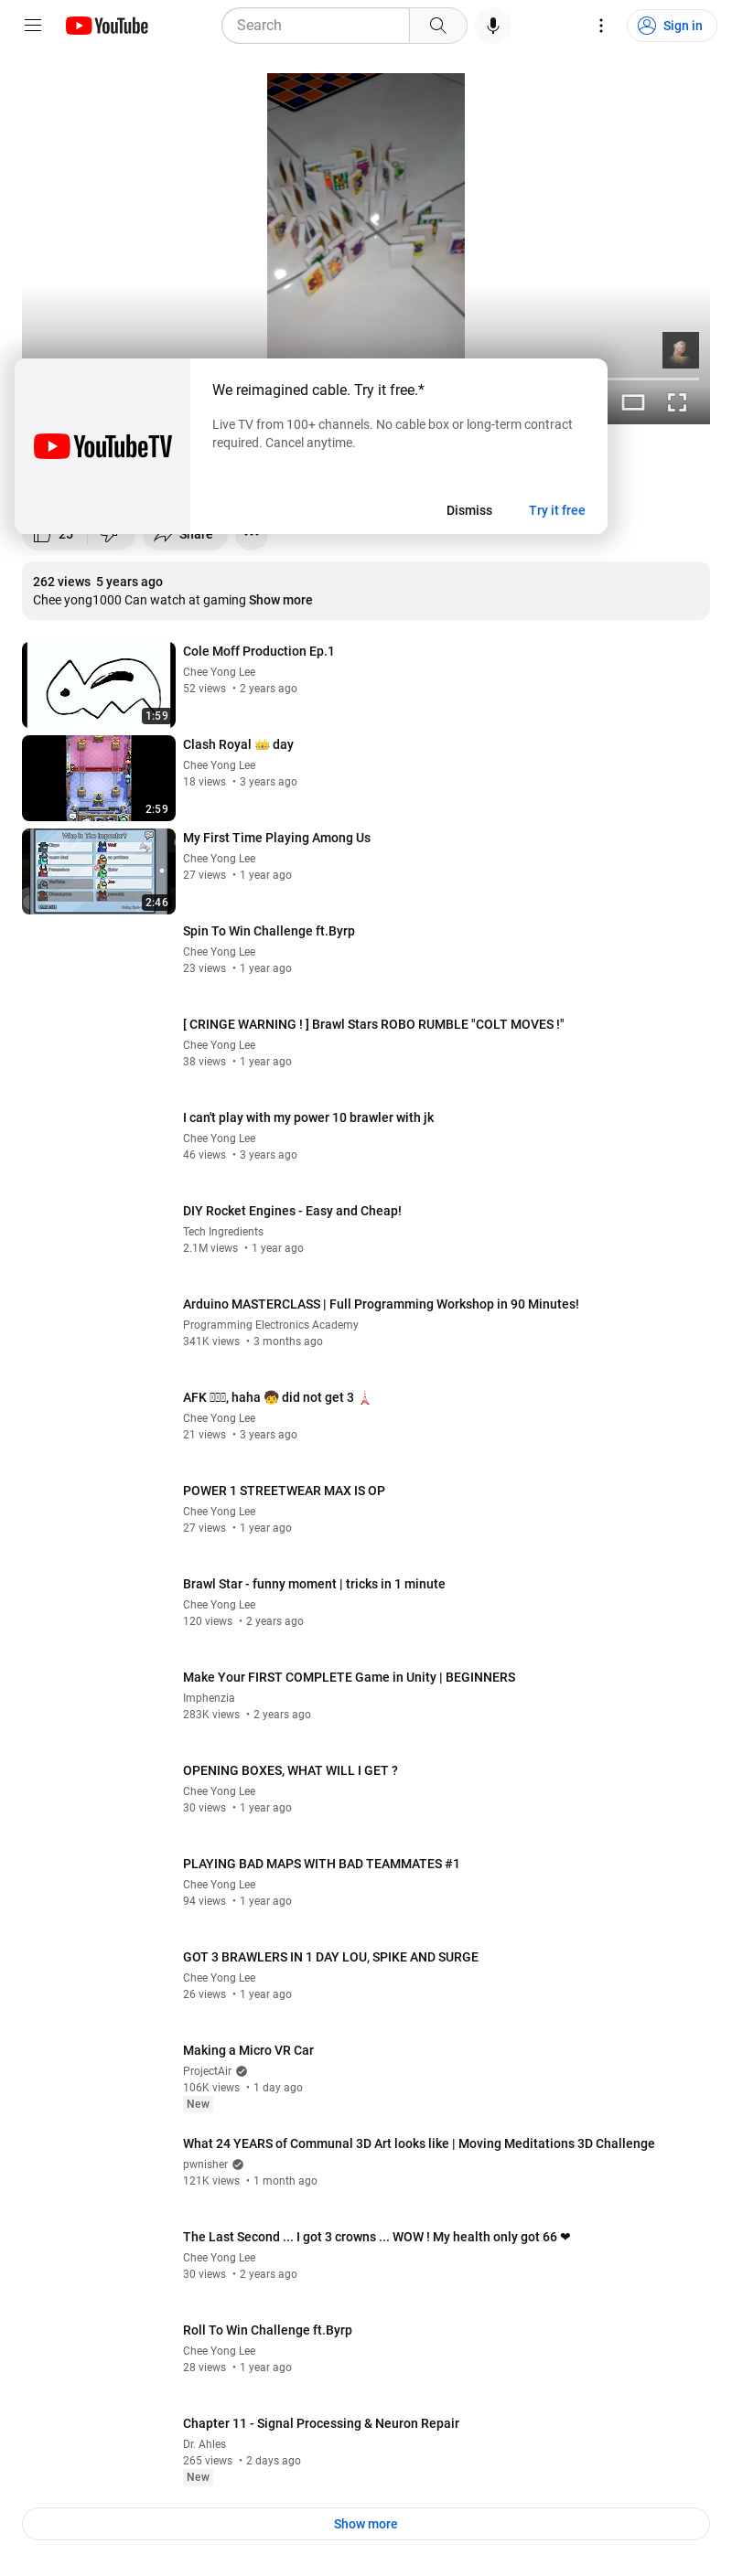 YouTube
Search
Sign in
We reimagined cable. Try it free.*
Live TV from 100+ channels. No cable box or long-term contract
required. Cancel anytime.
YouTubeTV
Dismiss
Try it free
25
Share
262 views 5 years ago
Chee yong1000 Can watch at gaming Show more
Cole Moff Production Ep.1
Chee Yong Lee
52 views • 2 years ago
1:59
Clash Royal 👑 day
Chee Yong Lee
18 views • 3 years ago
2:59
My First Time Playing Among Us
Chee Yong Lee
27 views • 1 year ago
Who Is The Impostor?
2:46
Spin To Win Challenge ft.Byrp
Chee Yong Lee
23 views • 1 year ago
[ CRINGE WARNING ! ] Brawl Stars ROBO RUMBLE "COLT MOVES !"
Chee Yong Lee
38 views • 1 year ago
I can't play with my power 10 brawler with jk
Chee Yong Lee
46 views • 3 years ago
DIY Rocket Engines - Easy and Cheap!
Tech Ingredients
2.1M views • 1 year ago
Arduino MASTERCLASS | Full Programming Workshop in 90 Minutes!
Programming Electronics Academy
341K views • 3 months ago
AFK , haha 🧒 did not get 3 🗼
Chee Yong Lee
21 views • 3 years ago
POWER 1 STREETWEAR MAX IS OP
Chee Yong Lee
27 views • 1 year ago
Brawl Star - funny moment | tricks in 1 minute
Chee Yong Lee
120 views • 2 years ago
Make Your FIRST COMPLETE Game in Unity | BEGINNERS
Imphenzia
283K views • 2 years ago
OPENING BOXES, WHAT WILL I GET ?
Chee Yong Lee
30 views • 1 year ago
PLAYING BAD MAPS WITH BAD TEAMMATES #1
Chee Yong Lee
94 views • 1 year ago
GOT 3 BRAWLERS IN 1 DAY LOU, SPIKE AND SURGE
Chee Yong Lee
26 views • 1 year ago
Making a Micro VR Car
ProjectAir
106K views • 1 day ago
New
What 24 YEARS of Communal 3D Art looks like | Moving Meditations 3D Challenge
pwnisher
121K views • 1 month ago
The Last Second ... I got 3 crowns ... WOW ! My health only got 66 ❤
Chee Yong Lee
30 views • 2 years ago
Roll To Win Challenge ft.Byrp
Chee Yong Lee
28 views • 1 year ago
Chapter 11 - Signal Processing & Neuron Repair
Dr. Ahles
265 views • 2 days ago
New
Show more